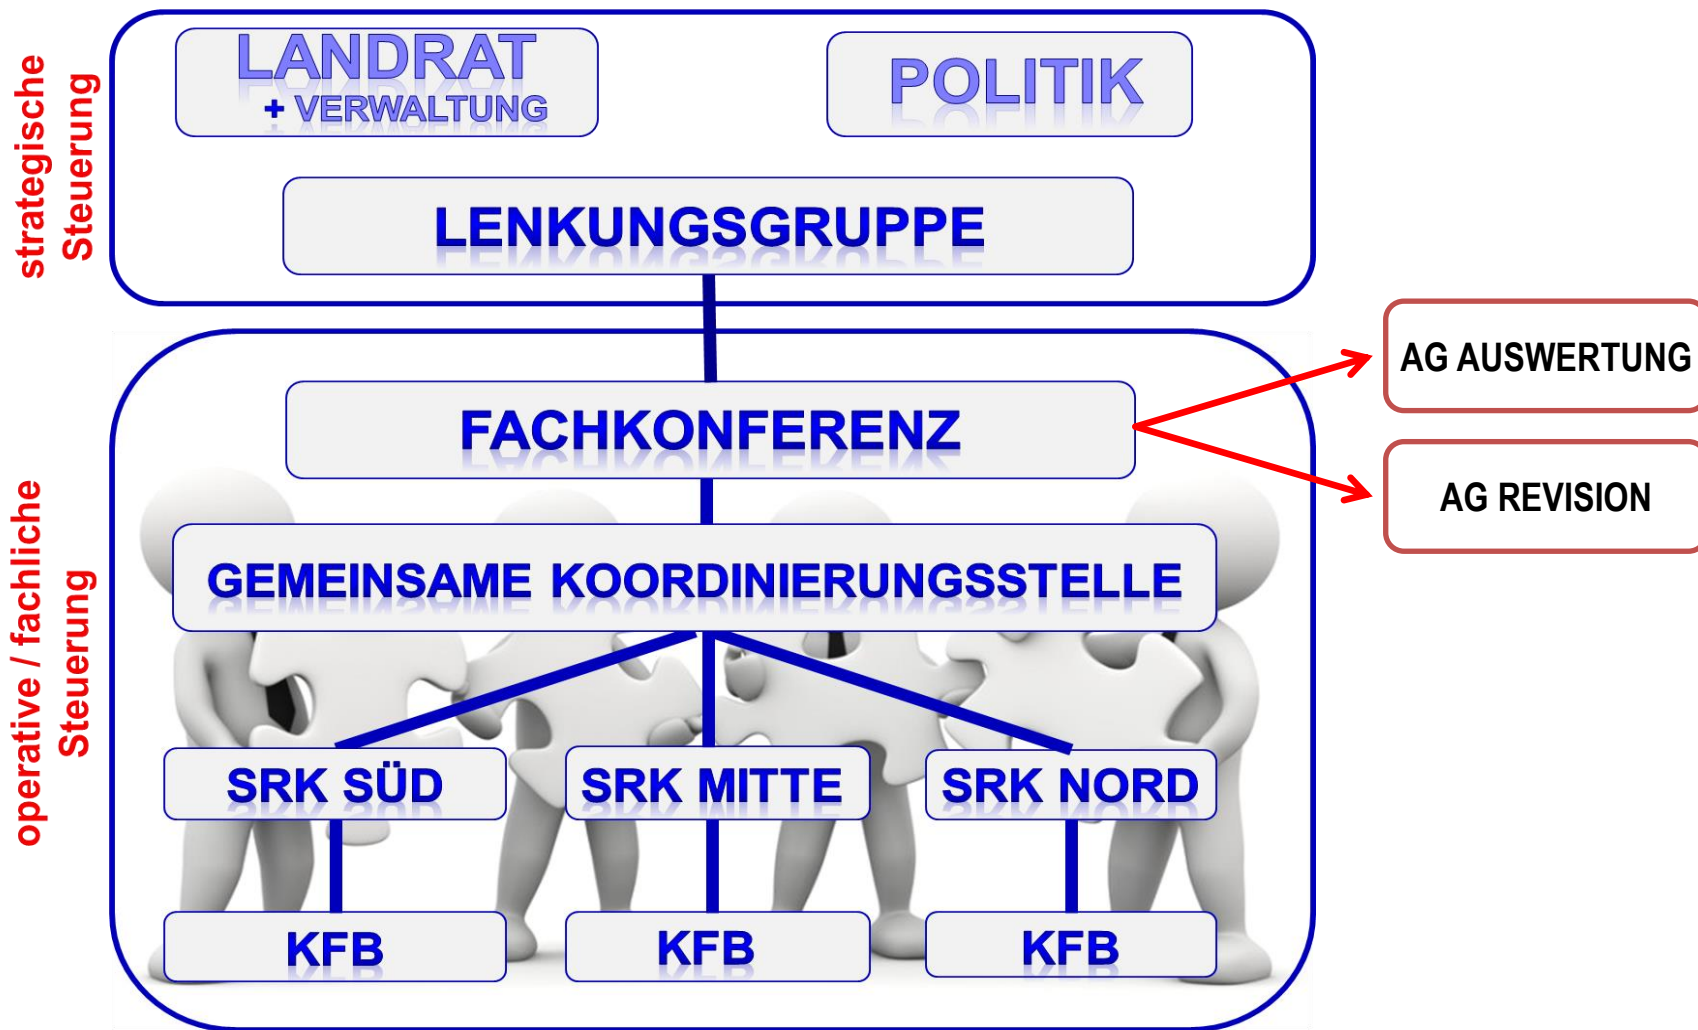 strategische
Steuerung
LANDRAT
+ VERWALTUNG
POLITIK
LENKUNGSGRUPPE
operative / fachliche
Steuerung
FACHKONFERENZ
AG AUSWERTUNG
AG REVISION
GEMEINSAME KOORDINIERUNGSSTELLE
SRK SÜD
SRK MITTE
SRK NORD
KFB
KFB
KFB